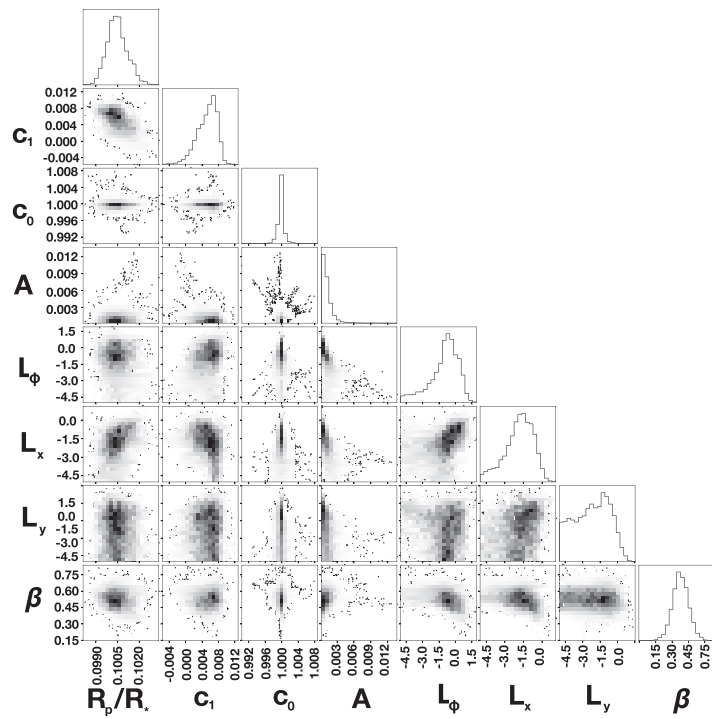 0.012
0.008
0.004
0.000
-0.004
c₁
1.008
1.004
1.000
0.996
0.992
c₀
0.012
0.009
0.006
0.003
A
1.5
0.0
-1.5
-3.0
-4.5
L_ϕ
0.0
-1.5
-3.0
-4.5
L_x
1.5
0.0
-1.5
-3.0
-4.5
L_y
0.75
0.60
0.45
0.30
0.15
β
0.0990 0.1005 0.1020
-0.004 0.000 0.004 0.008 0.012
0.992 0.996 1.000 1.004 1.008
0.003 0.006 0.009 0.012
-4.5 -3.0 -1.5 0.0 1.5
-4.5 -3.0 -1.5 0.0
-4.5 -3.0 -1.5 0.0
0.15 0.30 0.45 0.60 0.75
R_p/R_* c₁ c₀ A L_ϕ L_x L_y β